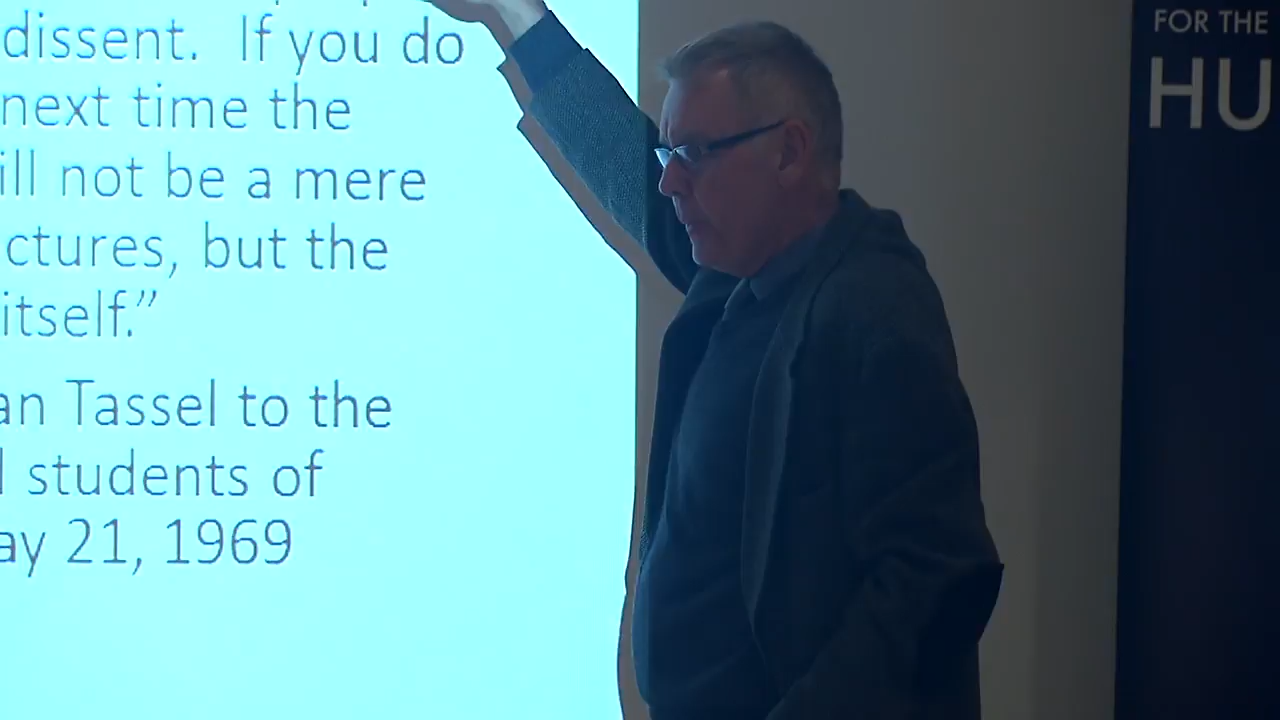 dissent. If you do
next time the
ill not be a mere
ctures, but the
itself.”
an Tassel to the
students of
ay 21, 1969
FOR THE
HU